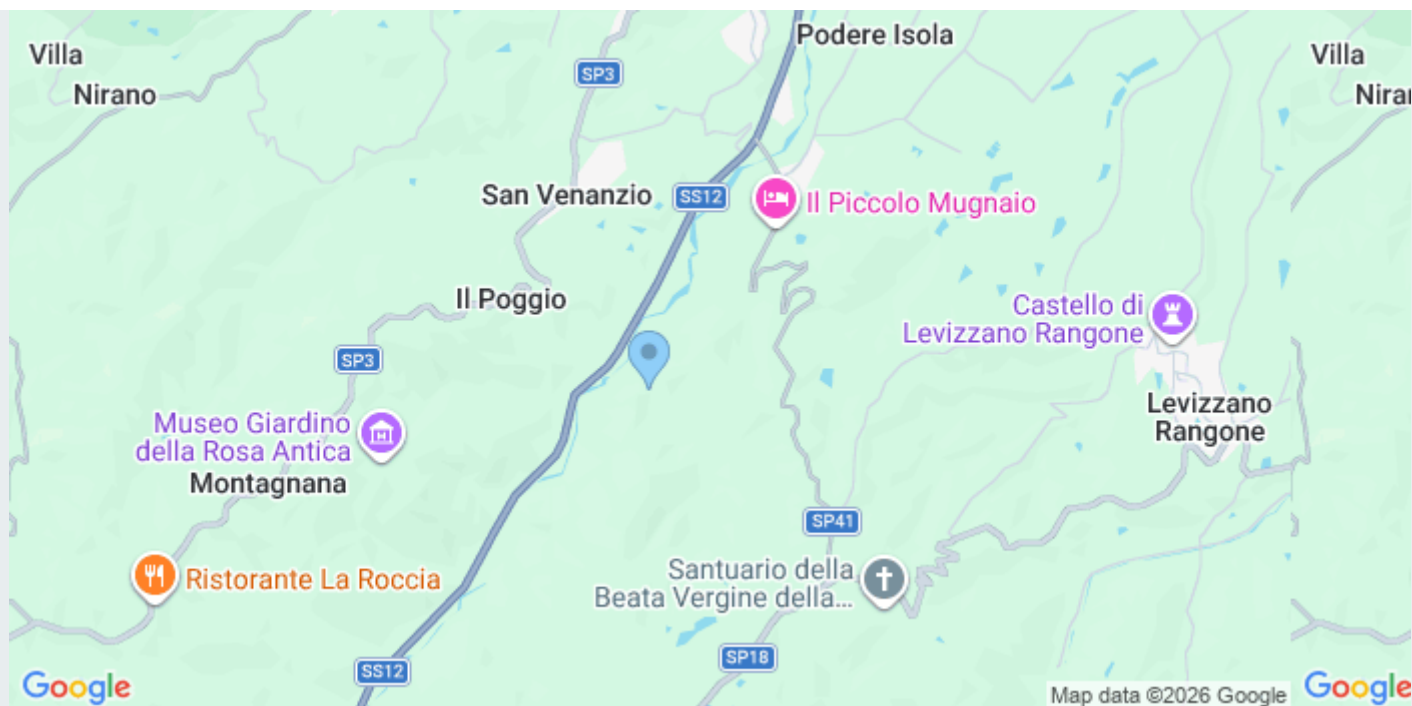 Villa
Nirano
SP3
Podere Isola
Villa
Nirar
San Venanzio
SS12
Il Piccolo Mugnaio
Il Poggio
Castello di
Levizzano Rangone
SP3
Museo Giardino
della Rosa Antica
Montagnana
Levizzano
Rangone
SP41
Ristorante La Roccia
Santuario della
Beata Vergine della...
SS12
SP18
Google
Map data ©2026 Google
Google